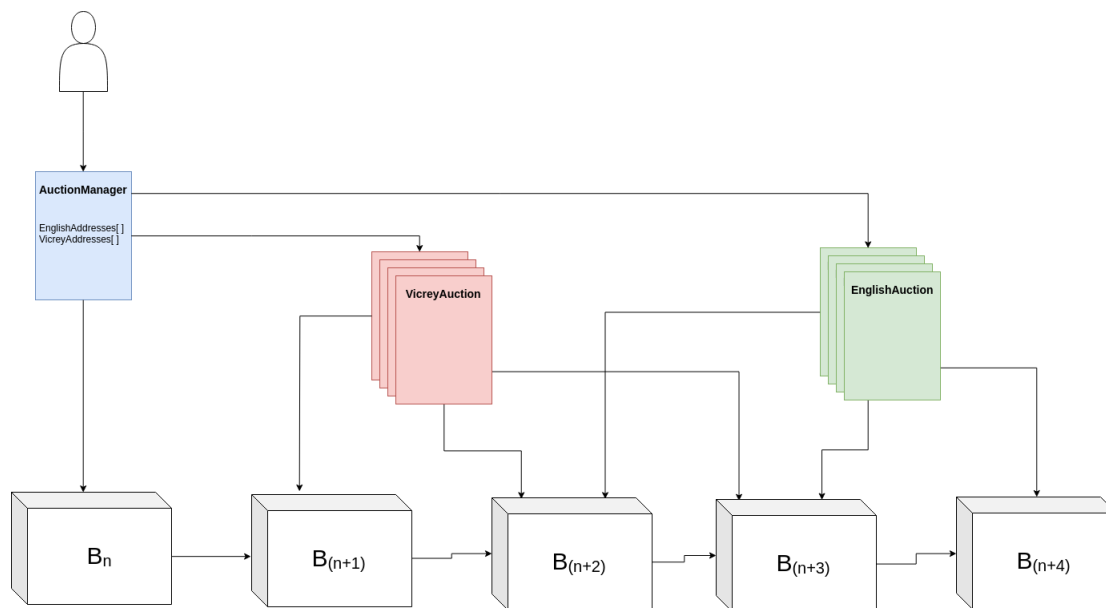 AuctionManager
EnglishAddresses[ ]
VicreyAddresses[ ]
VicreyAuction
EnglishAuction
Bn
B(n+1)
B(n+2)
B(n+3)
B(n+4)